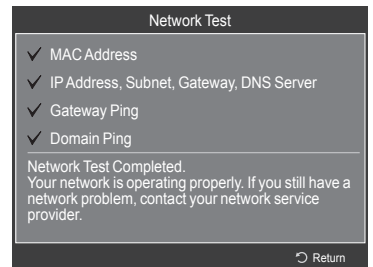 Network Test
MAC Address
IP Address, Subnet, Gateway, DNS Server
Gateway Ping
Domain Ping
Network Test Completed.
Your network is operating properly. If you still have a
network problem, contact your network service
provider.
Return